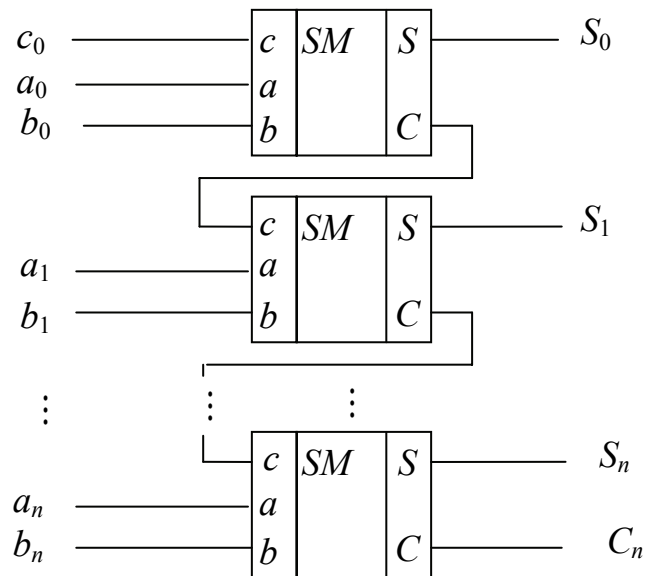 c₀ c SM S S₀
a₀ a
b₀ b C
c SM S S₁
a₁ a
b₁ b C
⋮ ⋮ ⋮
c SM S Sₙ
aₙ a
bₙ b C Cₙ